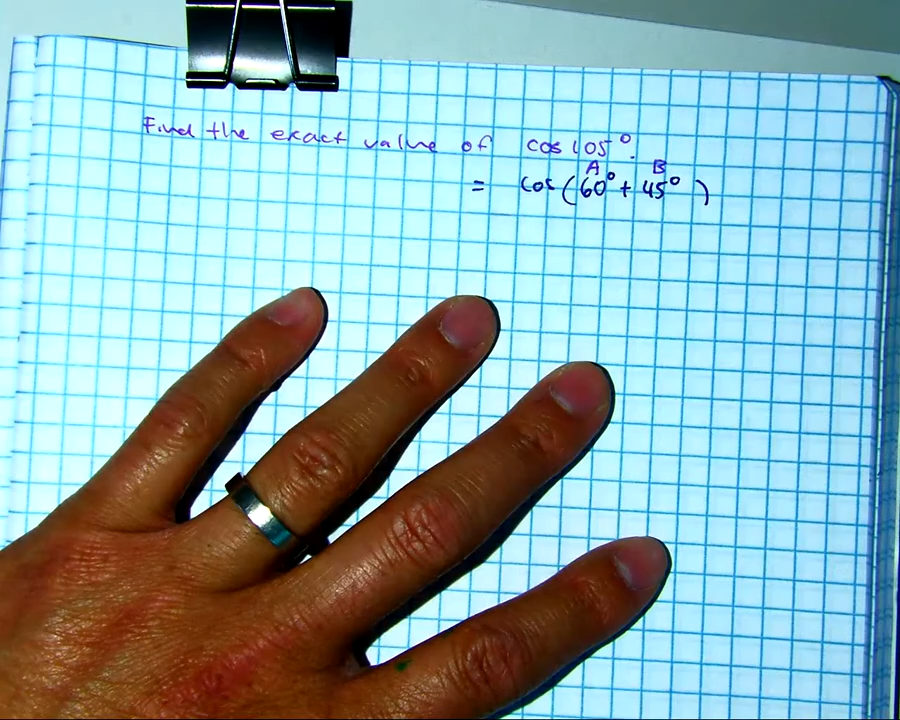 Find the exact value of cos 105°.
A B
= cos(60° + 45°)